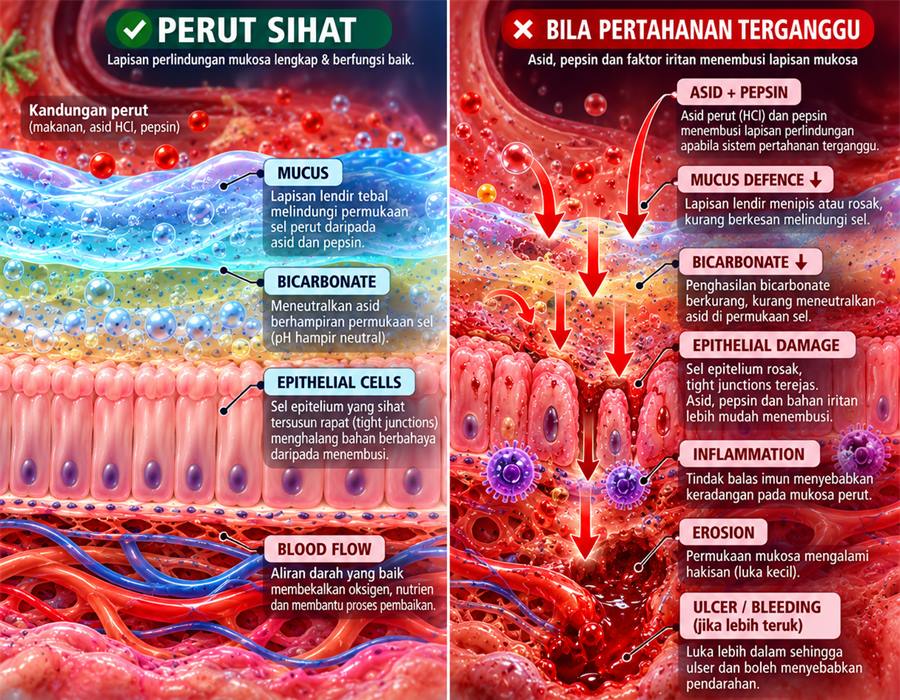 PERUT SIHAT
Lapisan perlindungan mukosa lengkap & berfungsi baik.
Kandungan perut
(makanan, asid HCl, pepsin)
MUCUS
Lapisan lendir tebal
melindungi permukaan
sel perut daripada
asid dan pepsin.
BICARBONATE
Meneutralkan asid
berhampiran permukaan sel
(pH hampir neutral).
EPITHELIAL CELLS
Sel epitelium yang sihat
tersusun rapat (tight junctions)
menghalang bahan berbahaya
daripada menembusi.
BLOOD FLOW
Aliran darah yang baik
membekalkan oksigen, nutrien
dan membantu proses pembaikan.
BILA PERTAHANAN TERGANGGU
Asid, pepsin dan faktor iritan menembusi lapisan mukosa
ASID + PEPSIN
Asid perut (HCl) dan pepsin
menembusi lapisan perlindungan
apabila sistem pertahanan terganggu.
MUCUS DEFENCE ↓
Lapisan lendir menipis atau rosak,
kurang berkesan melindungi sel.
BICARBONATE ↓
Penghasilan bicarbonate
berkurang, kurang meneutralkan
asid di permukaan sel.
EPITHELIAL DAMAGE
Sel epitelium rosak,
tight junctions terejas.
Asid, pepsin dan bahan iritan
lebih mudah menembusi.
INFLAMMATION
Tindak balas imun menyebabkan
keradangan pada mukosa perut.
EROSION
Permukaan mukosa mengalami
hakisan (luka kecil).
ULCER / BLEEDING
(jika lebih teruk)
Luka lebih dalam sehingga
ulser dan boleh menyebabkan
pendarahan.